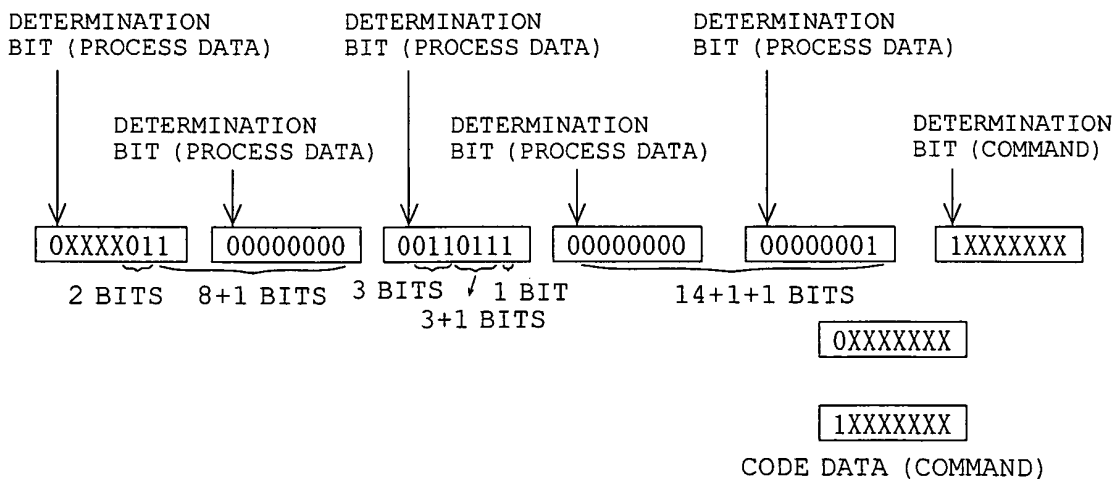 DETERMINATION
BIT (PROCESS DATA)
DETERMINATION
BIT (PROCESS DATA)
DETERMINATION
BIT (PROCESS DATA)
DETERMINATION
BIT (PROCESS DATA)
DETERMINATION
BIT (PROCESS DATA)
DETERMINATION
BIT (COMMAND)
0XXXX011 00000000 00110111 00000000 00000001 1XXXXXXX
2 BITS 8+1 BITS 3 BITS 1 BIT 14+1+1 BITS
3+1 BITS
0XXXXXXX
1XXXXXXX
CODE DATA (COMMAND)